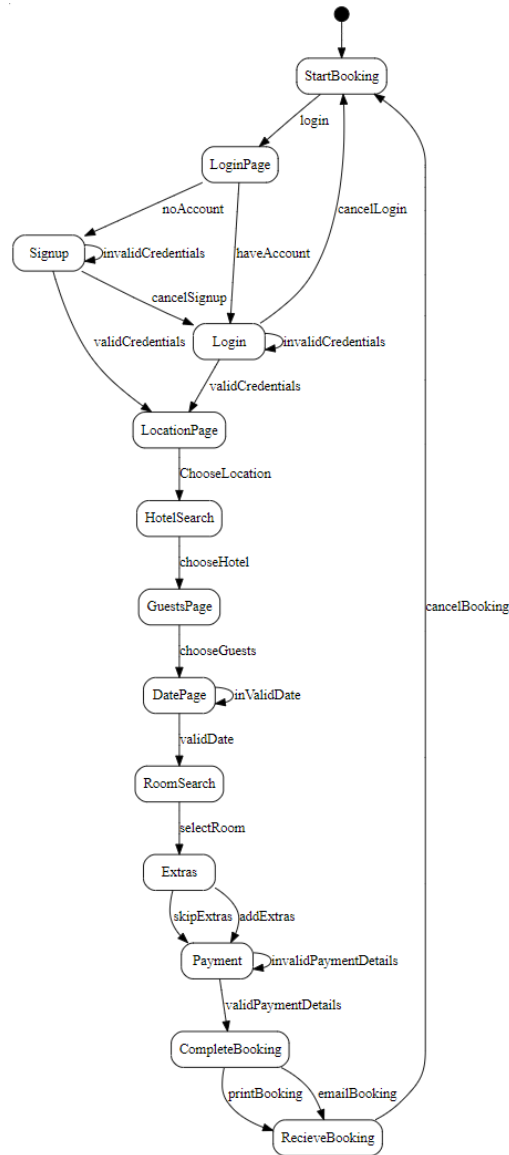 StartBooking
login
LoginPage
noAccount
cancelLogin
Signup
invalidCredentials
haveAccount
cancelSignup
validCredentials
Login
invalidCredentials
validCredentials
LocationPage
ChooseLocation
HotelSearch
chooseHotel
GuestsPage
cancelBooking
chooseGuests
DatePage
inValidDate
validDate
RoomSearch
selectRoom
Extras
skipExtras
addExtras
Payment
invalidPaymentDetails
validPaymentDetails
CompleteBooking
printBooking
emailBooking
RecieveBooking